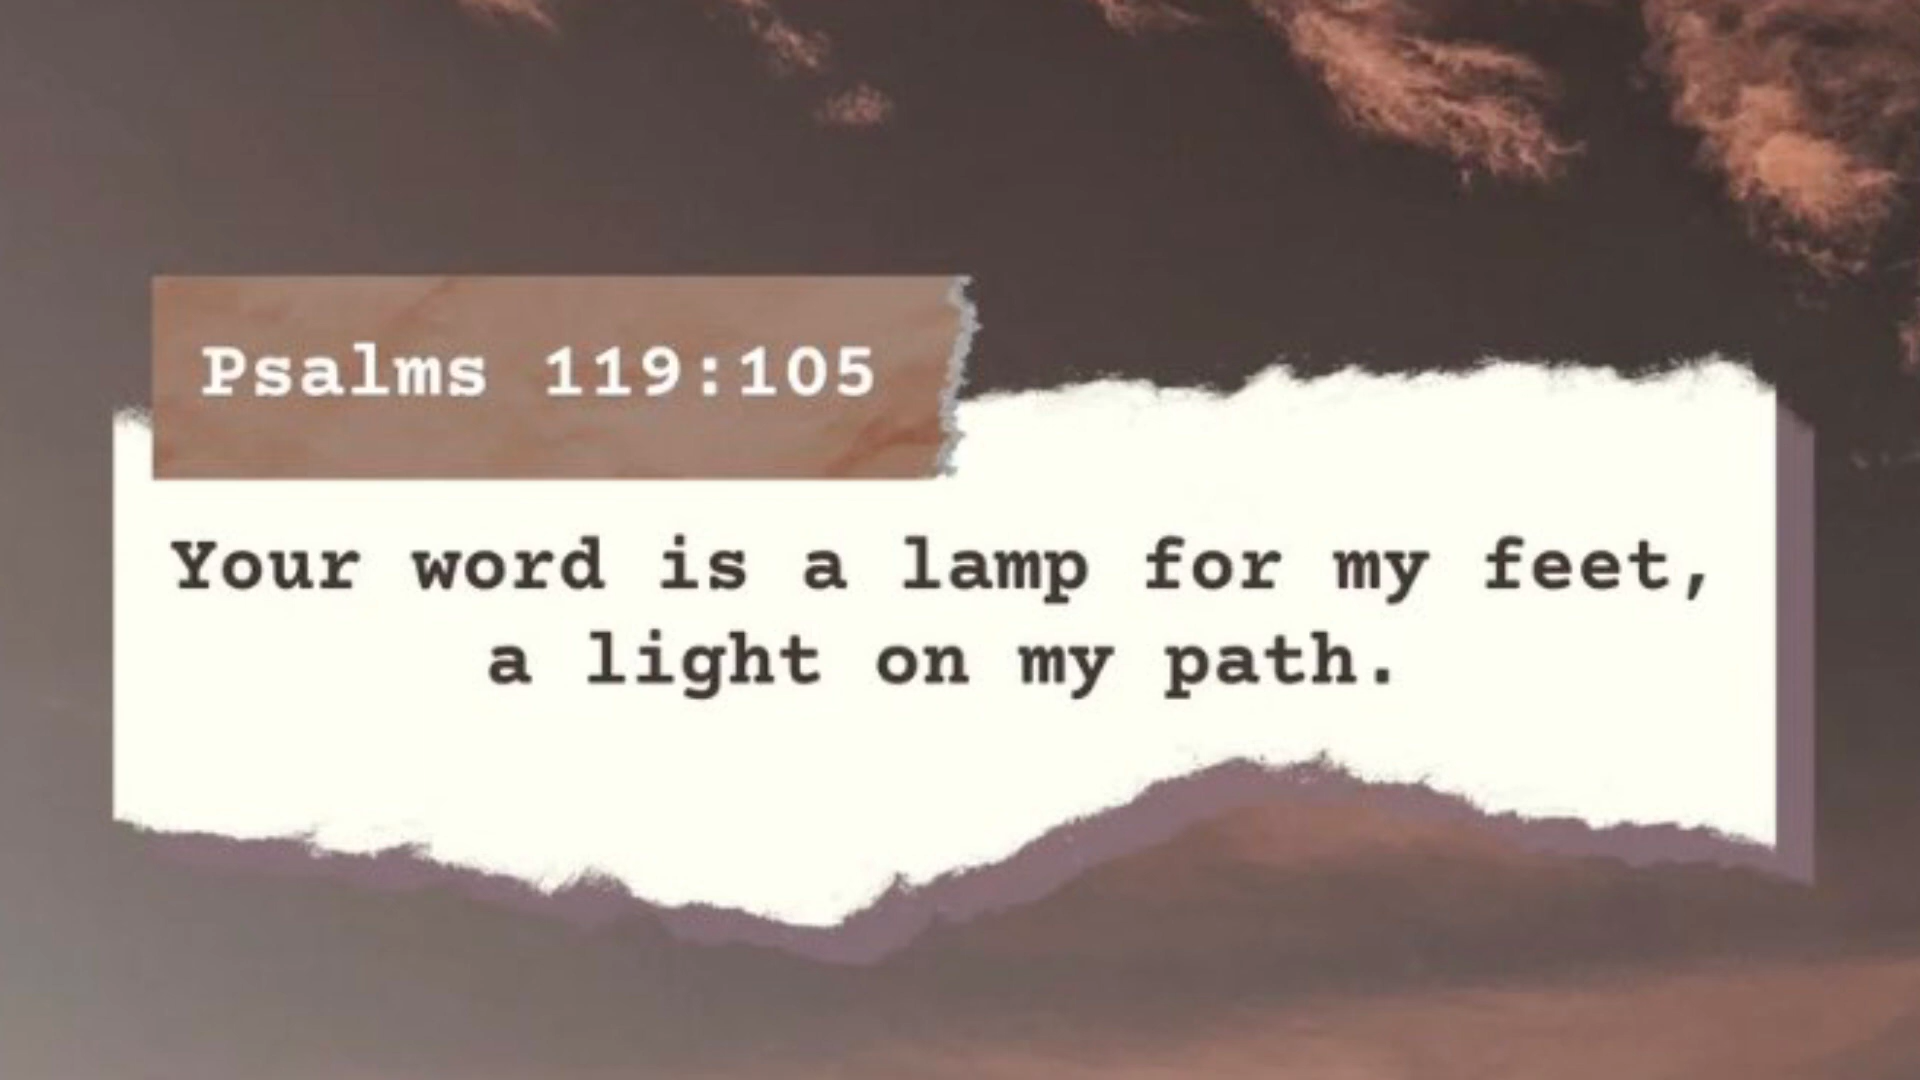 Psalms 119:105
Your word is a lamp for my feet,
a light on my path.